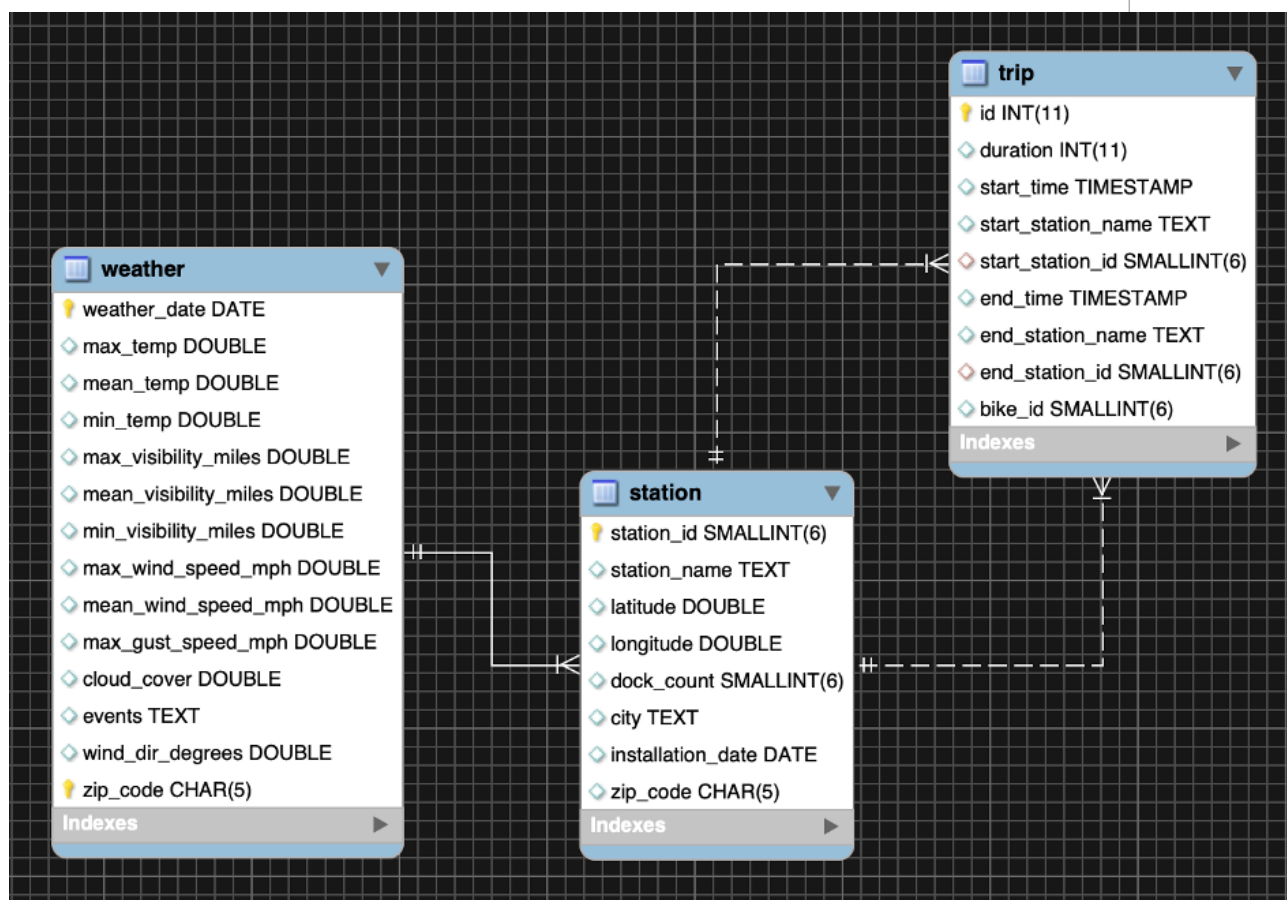 weather
weather_date DATE
max_temp DOUBLE
mean_temp DOUBLE
min_temp DOUBLE
max_visibility_miles DOUBLE
mean_visibility_miles DOUBLE
min_visibility_miles DOUBLE
max_wind_speed_mph DOUBLE
mean_wind_speed_mph DOUBLE
max_gust_speed_mph DOUBLE
cloud_cover DOUBLE
events TEXT
wind_dir_degrees DOUBLE
zip_code CHAR(5)
Indexes
station
station_id SMALLINT(6)
station_name TEXT
latitude DOUBLE
longitude DOUBLE
dock_count SMALLINT(6)
city TEXT
installation_date DATE
zip_code CHAR(5)
Indexes
trip
id INT(11)
duration INT(11)
start_time TIMESTAMP
start_station_name TEXT
start_station_id SMALLINT(6)
end_time TIMESTAMP
end_station_name TEXT
end_station_id SMALLINT(6)
bike_id SMALLINT(6)
Indexes